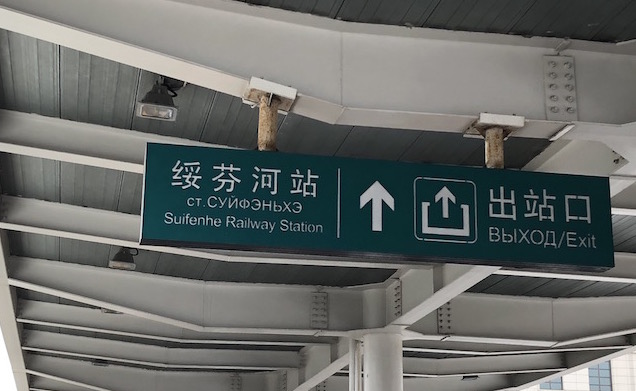 绥芬河站
ст.СУЙФЭНЬХЭ
Suifenhe Railway Station
出站口
ВЫХОД/Exit